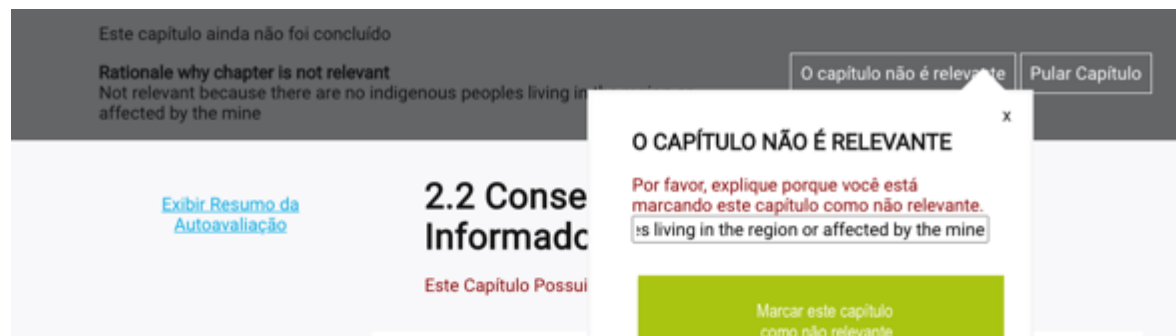 Este capítulo ainda não foi concluído
Rationale why chapter is not relevant
Not relevant because there are no indigenous peoples living in
affected by the mine
O capítulo não é relevante
Pular Capítulo
x
O CAPÍTULO NÃO É RELEVANTE
Por favor, explique porque você está
marcando este capítulo como não relevante.
living in the region or affected by the mine
Marcar este capítulo
como não relevante
Exibir Resumo da
Autoavaliação
2.2 Conse
Informado
Este Capítulo Possui